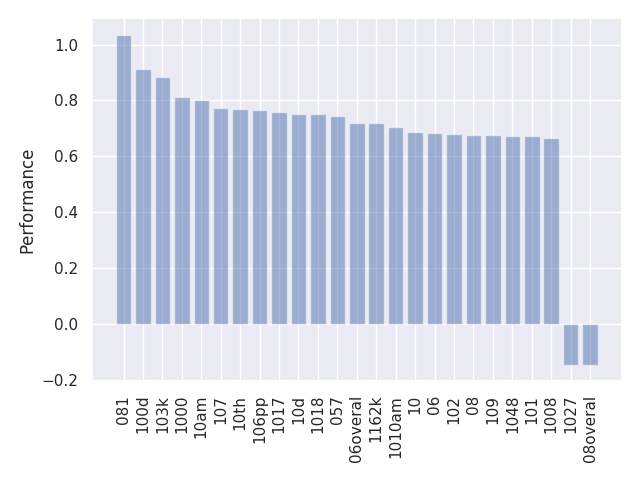 1.0
0.8
0.6
0.4
0.2
0.0
−0.2
Performance
081
100d
103k
1000
10am
107
10th
106pp
1017
10d
1018
057
06overal
1162k
1010am
10
06
102
08
109
1048
101
1008
1027
08overal